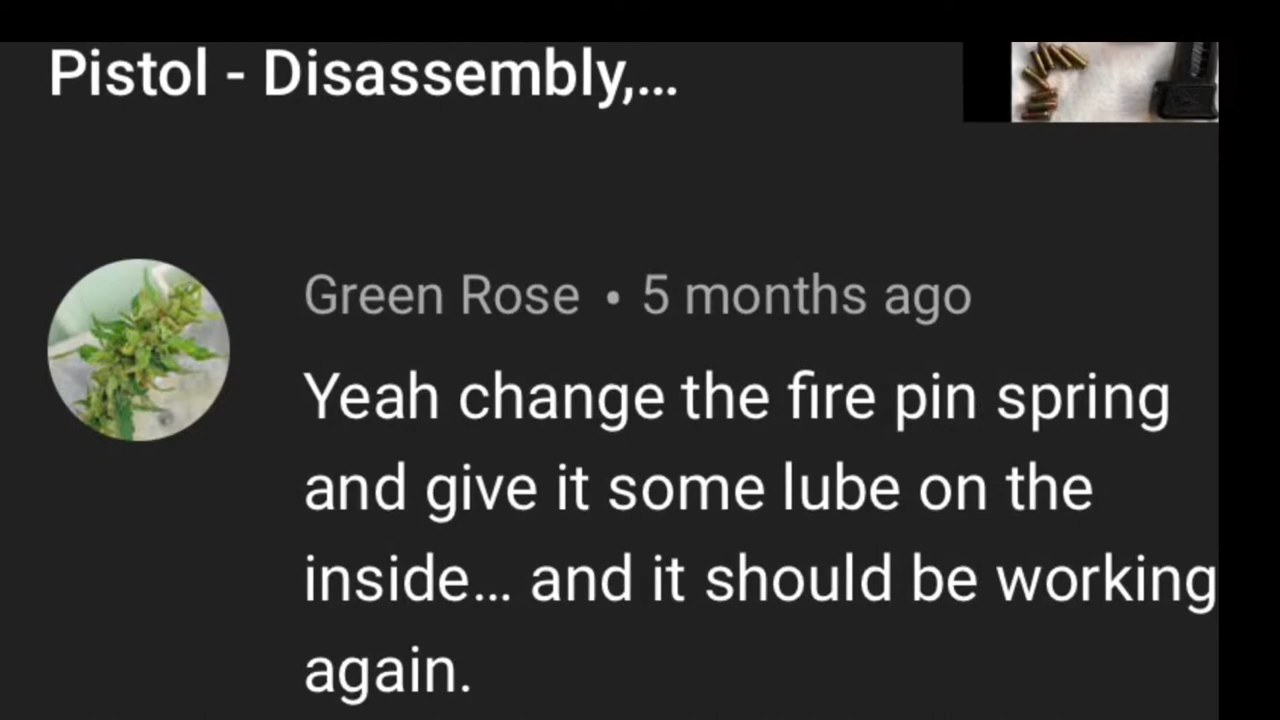 Pistol - Disassembly,...
Green Rose • 5 months ago
Yeah change the fire pin spring
and give it some lube on the
inside... and it should be working
again.